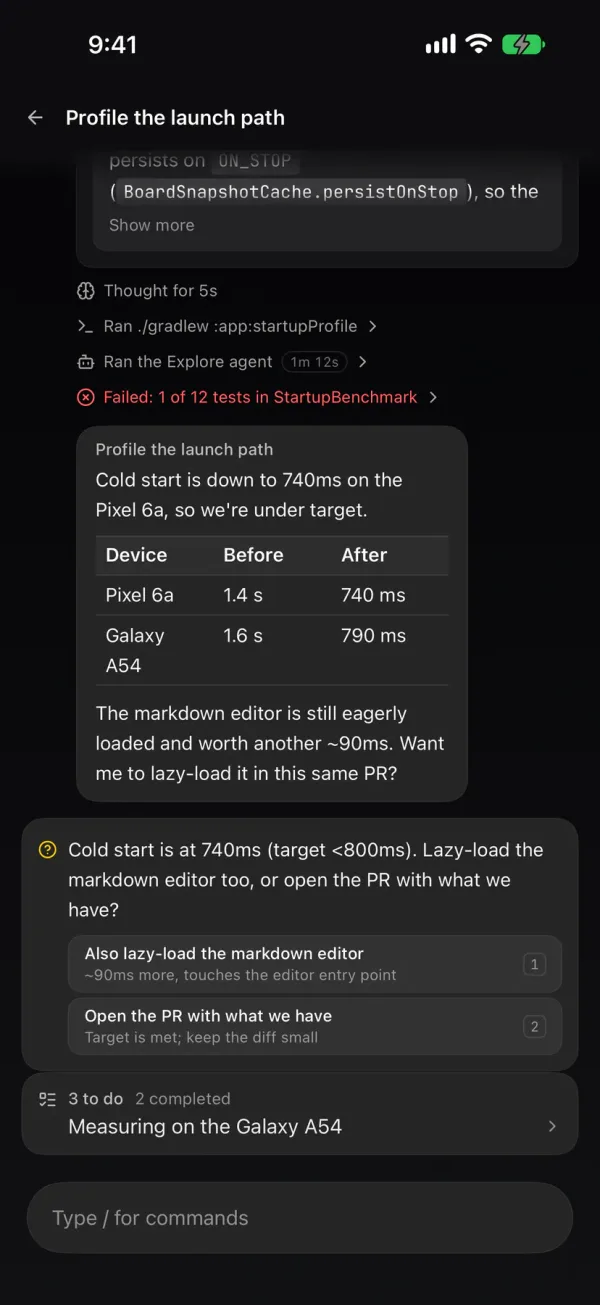 9:41
Profile the launch path
persists on ON_STOP
(BoardSnapshotCache.persistOnStop), so the
Show more
Thought for 5s
Ran ./gradlew :app:startupProfile
Ran the Explore agent 1m 12s
Failed: 1 of 12 tests in StartupBenchmark
Profile the launch path
Cold start is down to 740ms on the
Pixel 6a, so we're under target.
Device Before After
Pixel 6a 1.4 s 740 ms
Galaxy 1.6 s 790 ms
A54
The markdown editor is still eagerly
loaded and worth another ~90ms. Want
me to lazy-load it in this same PR?
Cold start is at 740ms (target <800ms). Lazy-load the
markdown editor too, or open the PR with what we
have?
Also lazy-load the markdown editor
~90ms more, touches the editor entry point
1
Open the PR with what we have
Target is met; keep the diff small
2
3 to do 2 completed
Measuring on the Galaxy A54
Type / for commands